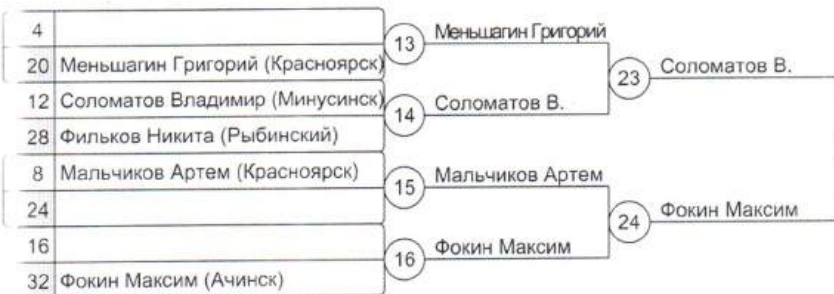 4
20 Меньшагин Григорий (Красноярск)
12 Соломатов Владимир (Минусинск)
28 Фильков Никита (Рыбинский)
8 Мальчиков Артем (Красноярск)
24
16
32 Фокин Максим (Ачинск)
13 Меньшагин Григорий
14 Соломатов В.
15 Мальчиков Артем
16 Фокин Максим
23 Соломатов В.
24 Фокин Максим